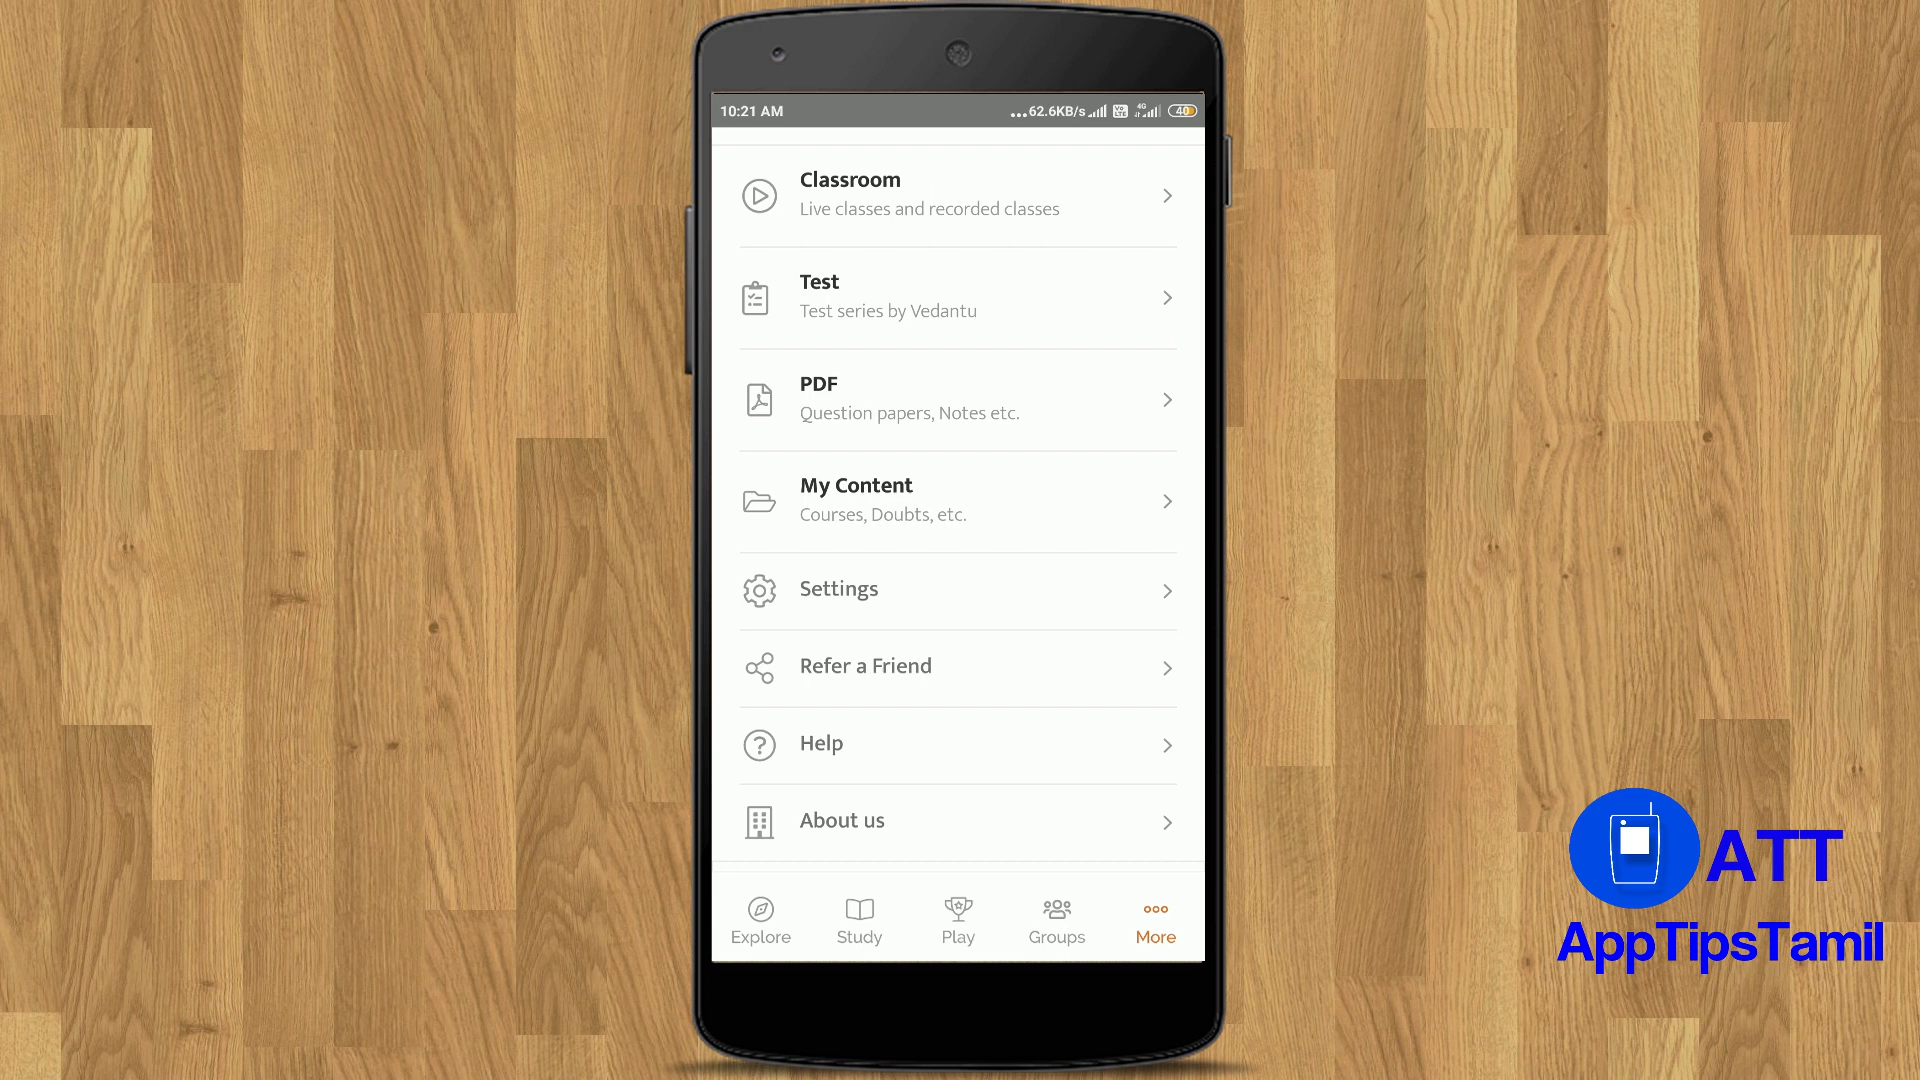 10:21 AM
62.6KB/s 4G 40
Classroom
Live classes and recorded classes
Test
Test series by Vedantu
PDF
Question papers, Notes etc.
My Content
Courses, Doubts, etc.
Settings
Refer a Friend
Help
About us
Explore Study Play Groups More
ATT
AppTipsTamil